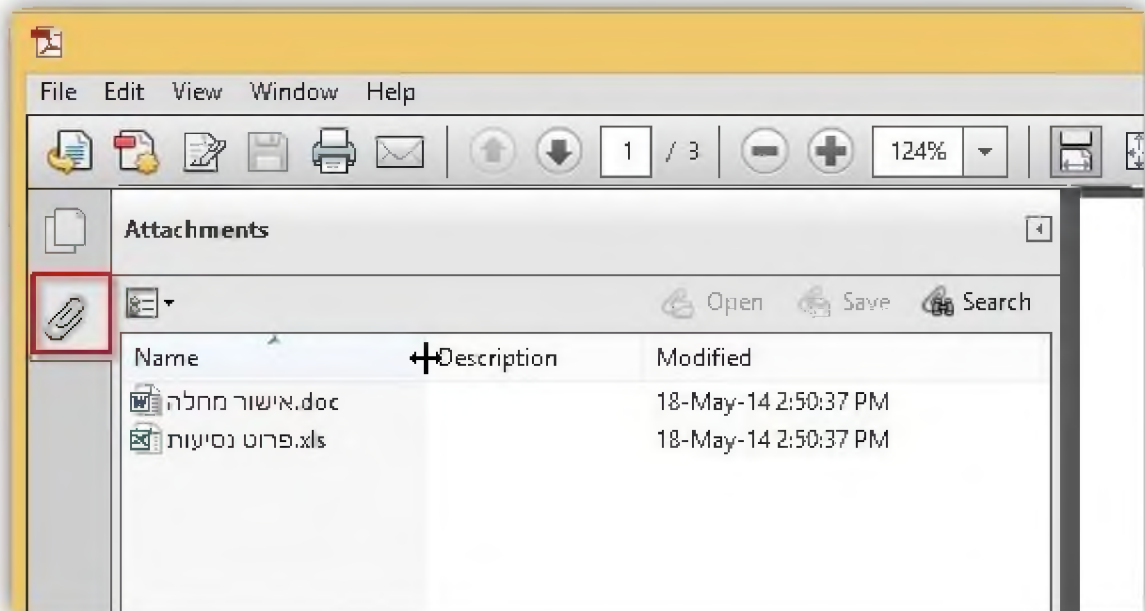 File Edit View Window Help
1 / 3 124%
Attachments
Open Save Search
Name Description Modified
אישור מחלה.doc 18-May-14 2:50:37 PM
פרוט נסיעות.xls 18-May-14 2:50:37 PM